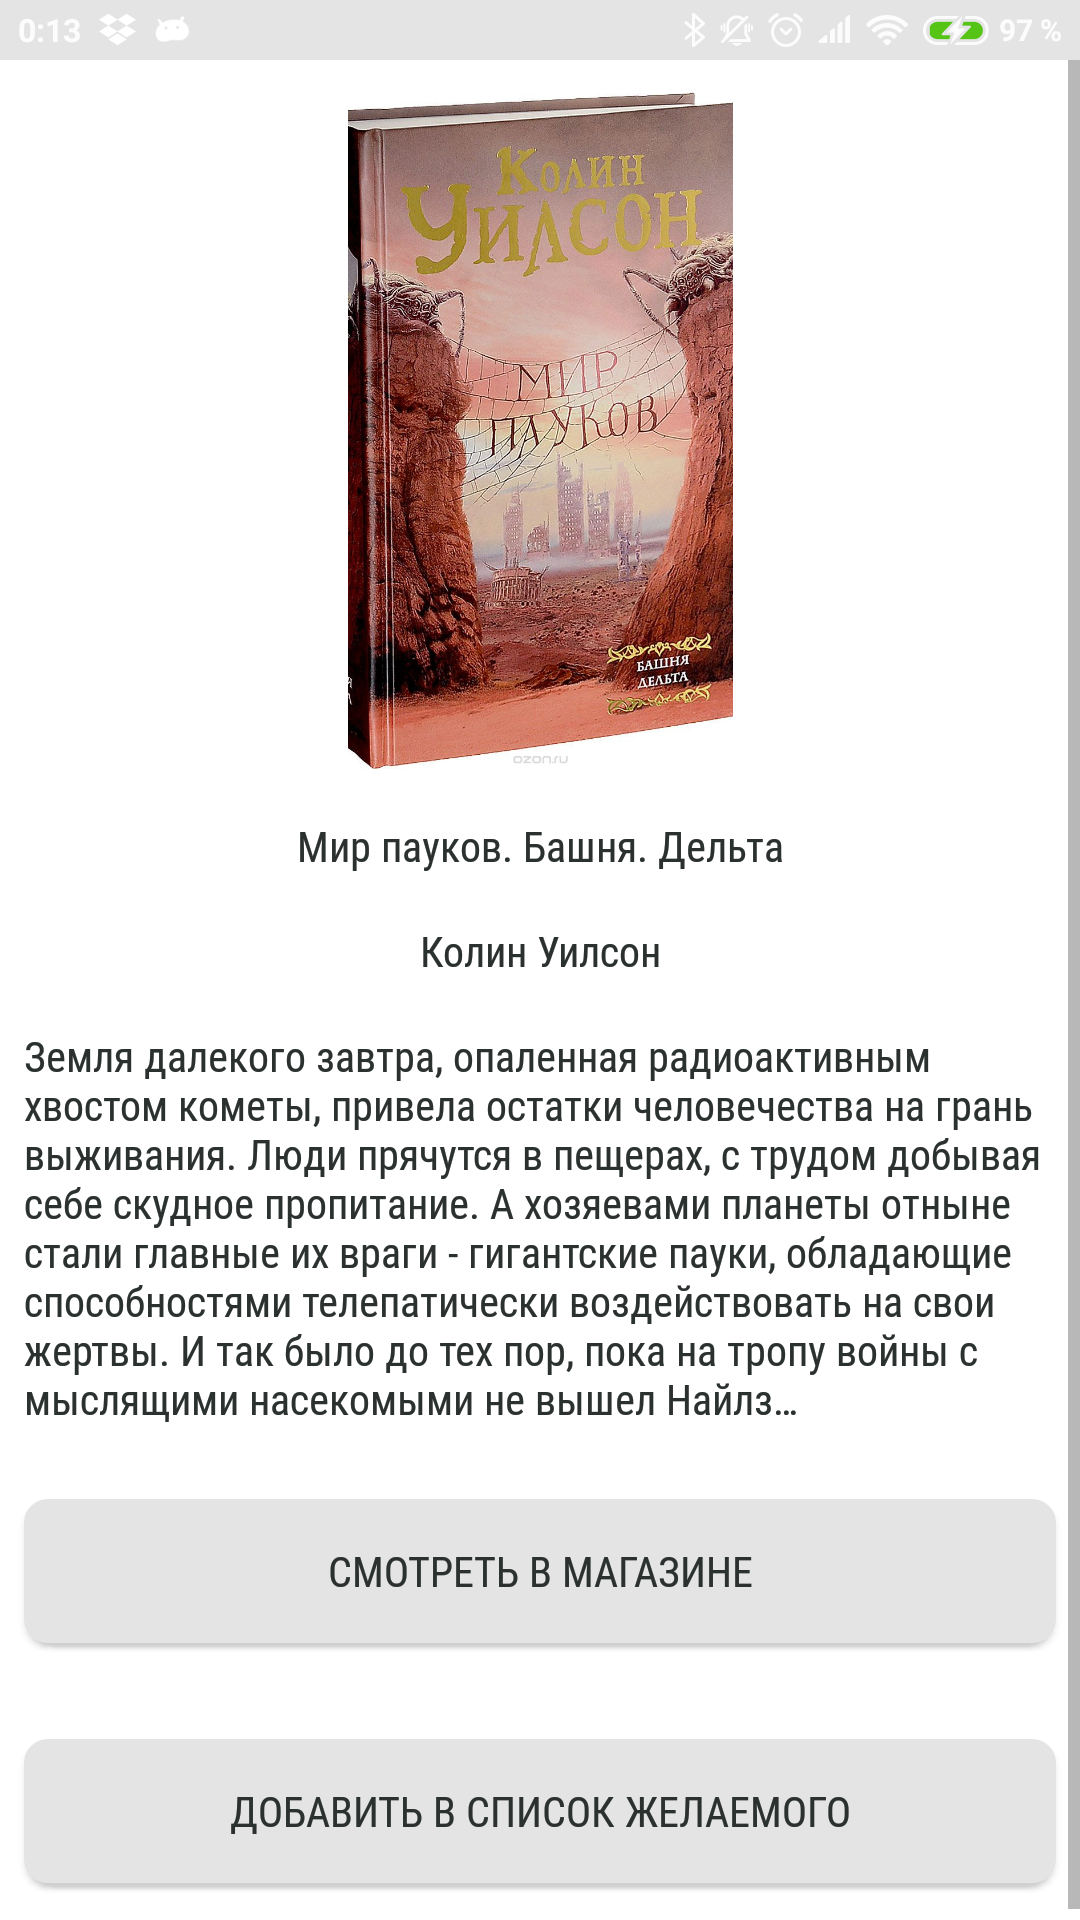 0:13
97 %
Колин
Уилсон
МИР
ПАУКОВ
БАШНЯ
ДЕЛЬТА
ozon.ru
Мир пауков. Башня. Дельта
Колин Уилсон
Земля далекого завтра, опаленная радиоактивным
хвостом кометы, привела остатки человечества на грань
выживания. Люди прячутся в пещерах, с трудом добывая
себе скудное пропитание. А хозяевами планеты отныне
стали главные их враги - гигантские пауки, обладающие
способностями телепатически воздействовать на свои
жертвы. И так было до тех пор, пока на тропу войны с
мыслящими насекомыми не вышел Найлз...
СМОТРЕТЬ В МАГАЗИНЕ
ДОБАВИТЬ В СПИСОК ЖЕЛАЕМОГО